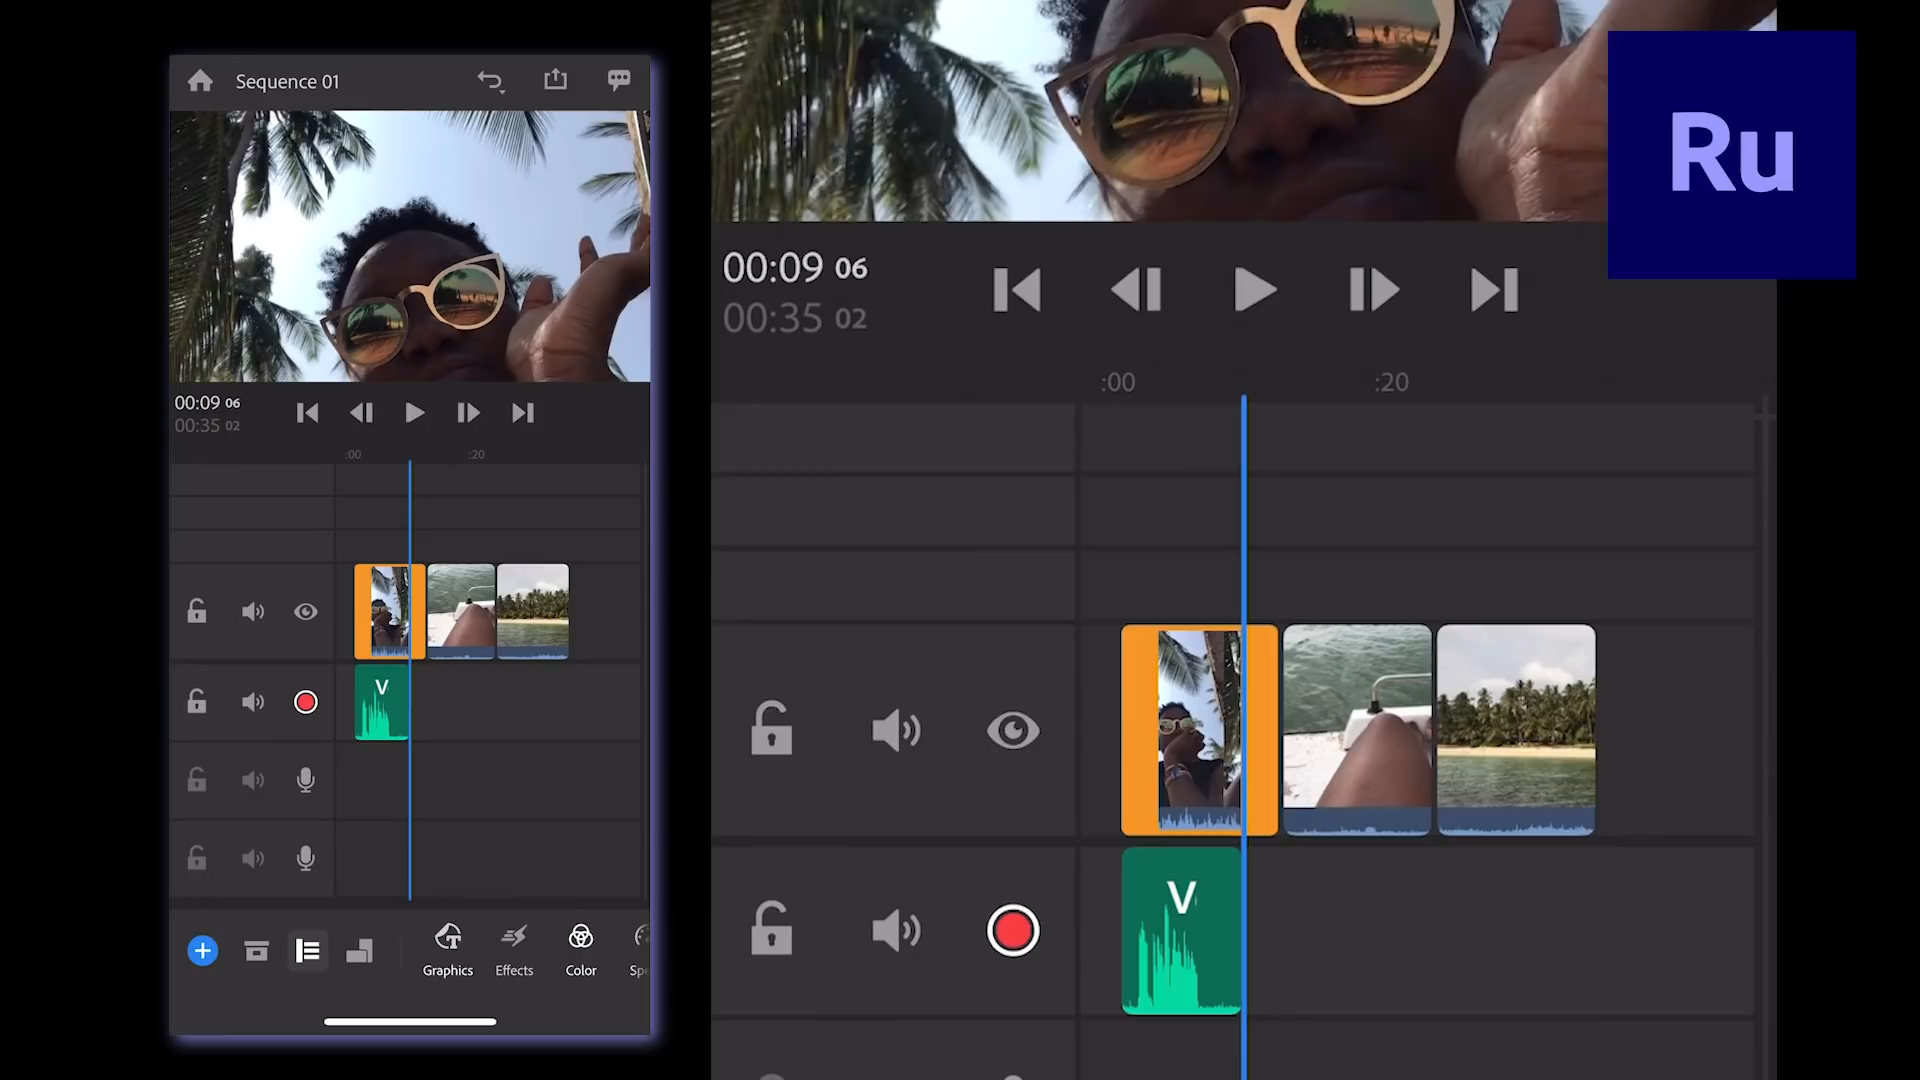 Sequence 01
00:09 06
00:35 02
:00 :20
V
Graphics Effects Color Spe
00:09 06
00:35 02
:00 :20
V
Ru